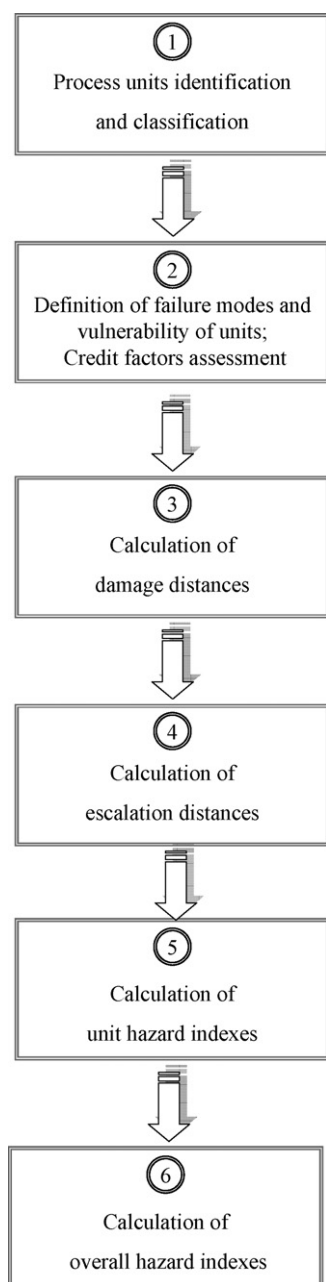 1
Process units identification
and classification
2
Definition of failure modes and
vulnerability of units;
Credit factors assessment
3
Calculation of
damage distances
4
Calculation of
escalation distances
5
Calculation of
unit hazard indexes
6
Calculation of
overall hazard indexes